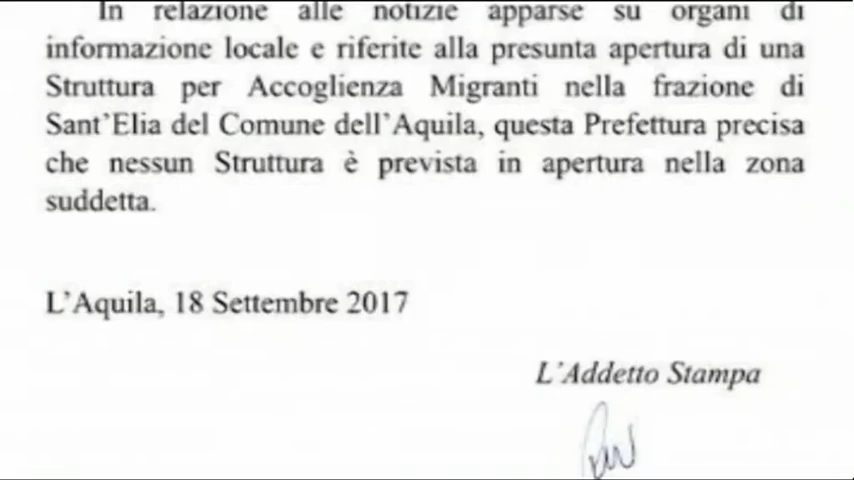 In relazione alle notizie apparse su organi di
informazione locale e riferite alla presunta apertura di una
Struttura per Accoglienza Migranti nella frazione di
Sant’Elia del Comune dell’Aquila, questa Prefettura precisa
che nessun Struttura è prevista in apertura nella zona
suddetta.
L’Aquila, 18 Settembre 2017
L’Addetto Stampa